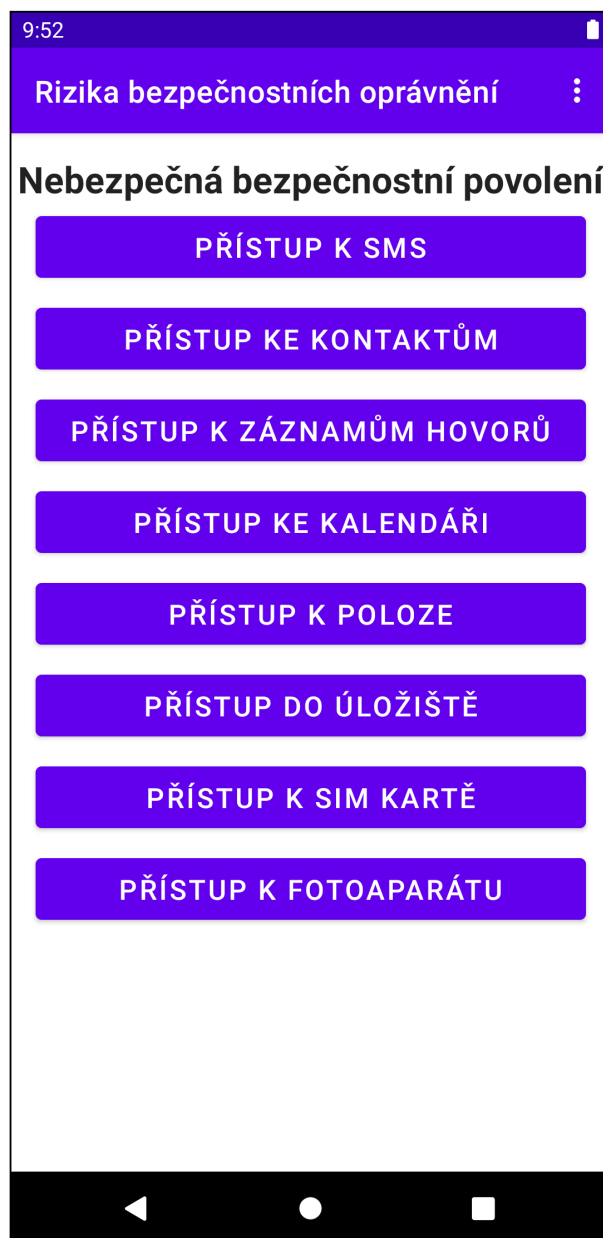 9:52
Rizika bezpečnostních oprávnění
Nebezpečná bezpečnostní povolení
PŘÍSTUP K SMS
PŘÍSTUP KE KONTAKTŮM
PŘÍSTUP K ZÁZNAMŮM HOVORŮ
PŘÍSTUP KE KALENDÁŘI
PŘÍSTUP K POLOZE
PŘÍSTUP DO ÚLOŽIŠTĚ
PŘÍSTUP K SIM KARTĚ
PŘÍSTUP K FOTOAPARÁTU